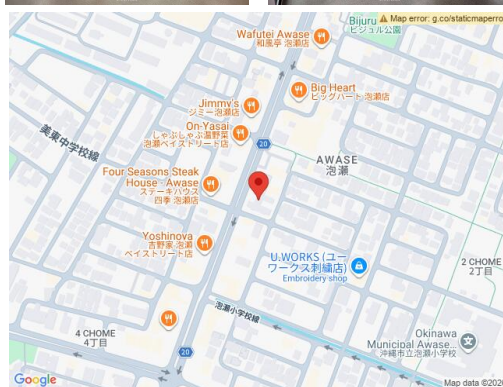 Bijuru
ビジュル公園
Map error: g.co/staticmaperro
Wafutei Awase
和風亭 泡瀬店
Big Heart
ビッグハート 泡瀬店
Jimmy's
ジミー泡瀬店
On-Yasai
しゃぶしゃぶ温野菜
泡瀬ベイストリート店
20
美東中学校線
AWASE
泡瀬
Four Seasons Steak
House - Awase
ステーキハウス
四季 泡瀬店
Yoshinova
吉野家 泡瀬
ベイストリート店
U.WORKS (ユー
ワークス刺繍店)
Embroidery shop
2 CHOME
2丁目
泡瀬小学校線
4 CHOME
4丁目
20
Okinawa
Municipal Awase...
沖縄市立泡瀬小学校
Google
Map data ©202